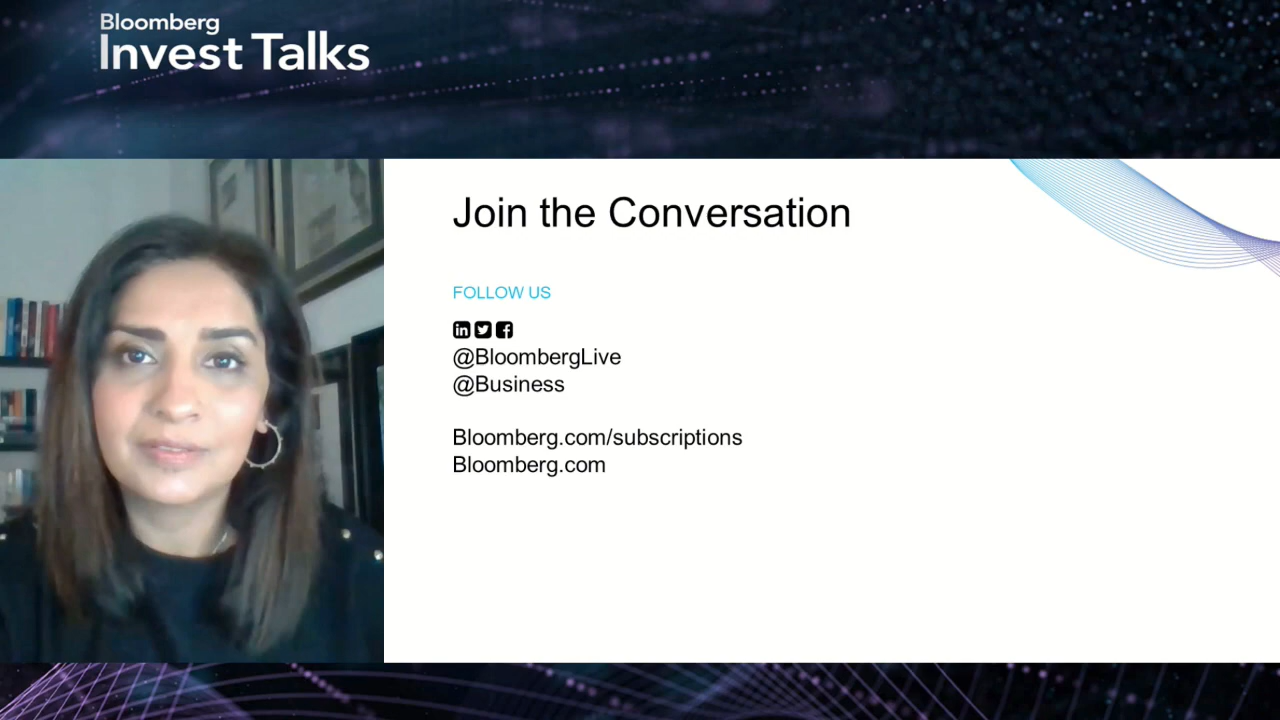 Bloomberg
Invest Talks
Join the Conversation
FOLLOW US
@BloombergLive
@Business
Bloomberg.com/subscriptions
Bloomberg.com